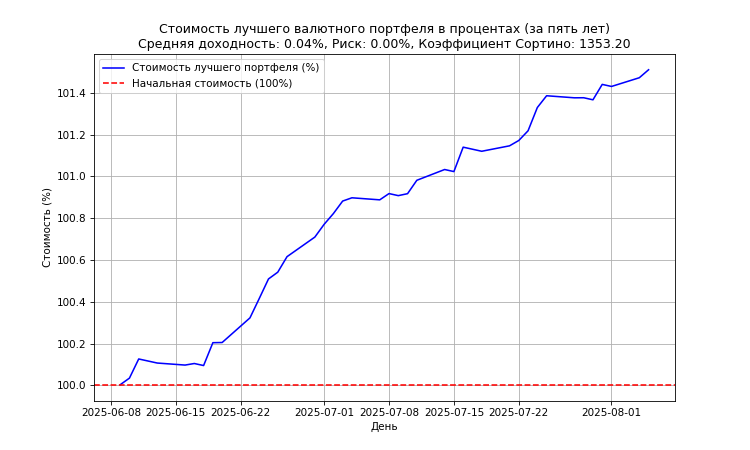 Стоимость лучшего валютного портфеля в процентах (за пять лет)
Средняя доходность: 0.04%, Риск: 0.00%, Коэффициент Сортино: 1353.20
Стоимость лучшего портфеля (%)
Начальная стоимость (100%)
Стоимость (%)
101.4
101.2
101.0
100.8
100.6
100.4
100.2
100.0
2025-06-08
2025-06-15
2025-06-22
2025-07-01
2025-07-08
2025-07-15
2025-07-22
2025-08-01
День